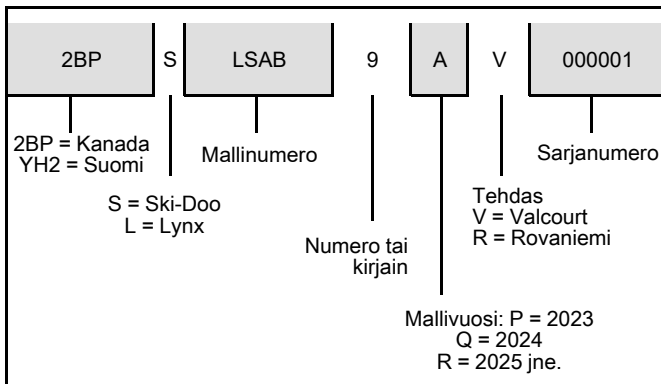 2BP S LSAB 9 A V 000001
2BP = Kanada
YH2 = Suomi
Mallinumero
Sarjanumero
S = Ski-Doo
L = Lynx
Tehdas
V = Valcourt
R = Rovaniemi
Numero tai
kirjain
Mallivuosi: P = 2023
Q = 2024
R = 2025 jne.